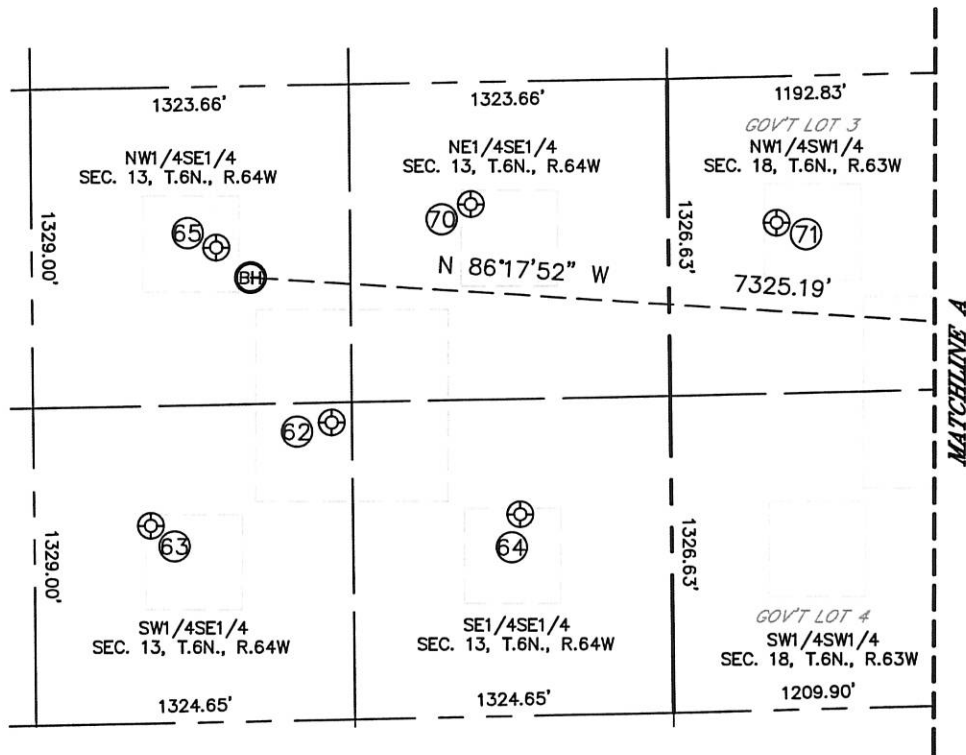 1323.66'
1323.66'
1192.83'
GOV'T LOT 3
NW1/4SE1/4
SEC. 13, T.6N., R.64W
NE1/4SE1/4
SEC. 13, T.6N., R.64W
NW1/4SW1/4
SEC. 18, T.6N., R.63W
1329.00'
65
70
1326.63'
71
BH
N 86°17'52" W
7325.19'
MATCHLINE A
62
1329.00'
63
64
1326.63'
SW1/4SE1/4
SEC. 13, T.6N., R.64W
SE1/4SE1/4
SEC. 13, T.6N., R.64W
GOV'T LOT 4
SW1/4SW1/4
SEC. 18, T.6N., R.63W
1324.65'
1324.65'
1209.90'